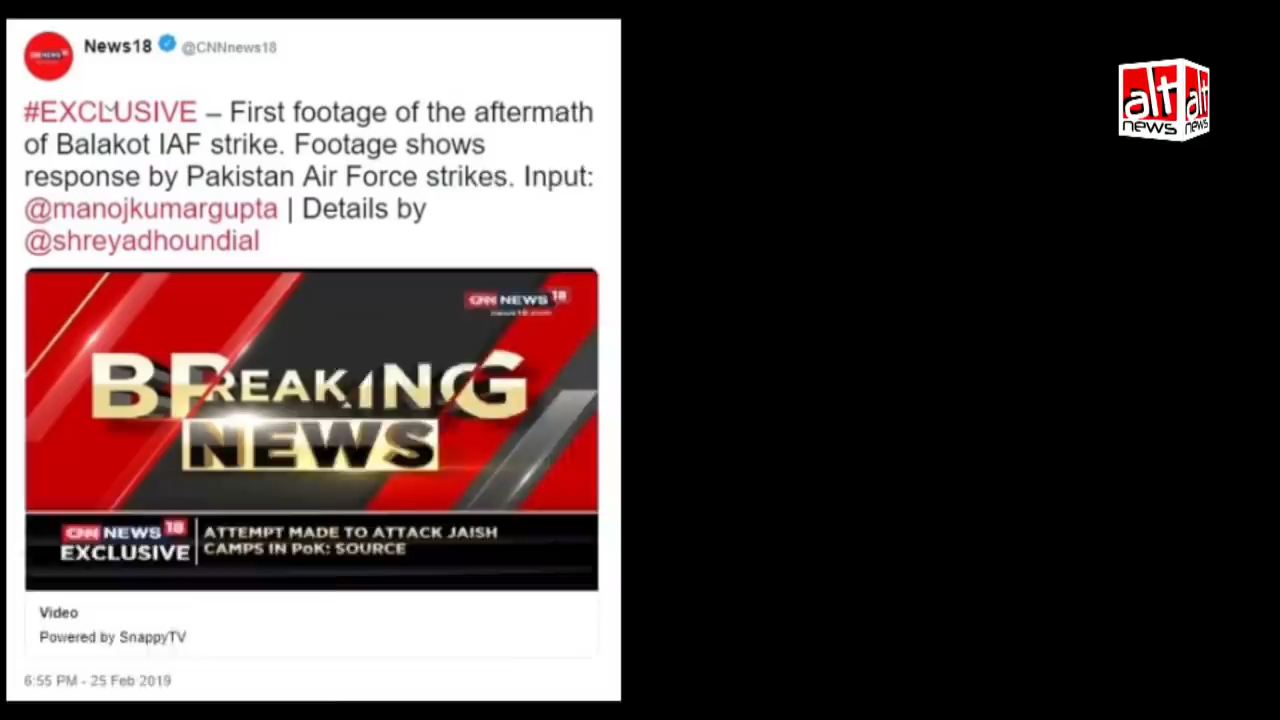 News18 @CNNnews18
#EXCLUSIVE – First footage of the aftermath
of Balakot IAF strike. Footage shows
response by Pakistan Air Force strikes. Input:
@manojkumargupta | Details by
@shreyadhoundial
CNN NEWS 18
news18.com
BREAKING
NEWS
CNN NEWS 18
EXCLUSIVE
ATTEMPT MADE TO ATTACK JAISH
CAMPS IN PoK: SOURCE
Video
Powered by SnappyTV
6:55 PM - 25 Feb 2019
alt news
alt news